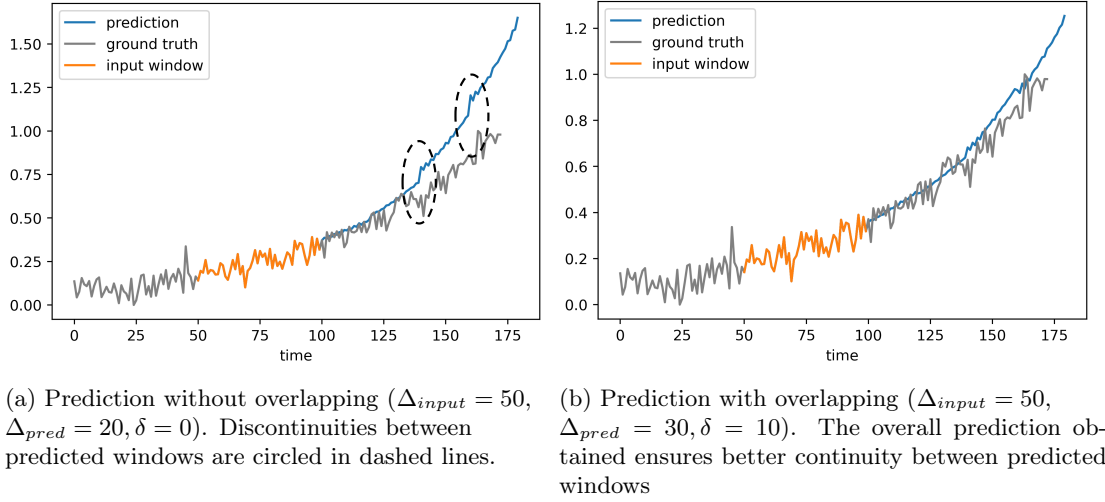 prediction
ground truth
input window
1.50
1.25
1.00
0.75
0.50
0.25
0.00
0 25 50 75 100 125 150 175
time
prediction
ground truth
input window
1.2
1.0
0.8
0.6
0.4
0.2
0.0
0 25 50 75 100 125 150 175
time
(a) Prediction without overlapping (Δ_input = 50,
Δ_pred = 20, δ = 0). Discontinuities between
predicted windows are circled in dashed lines.
(b) Prediction with overlapping (Δ_input = 50,
Δ_pred = 30, δ = 10). The overall prediction ob-
tained ensures better continuity between predicted
windows